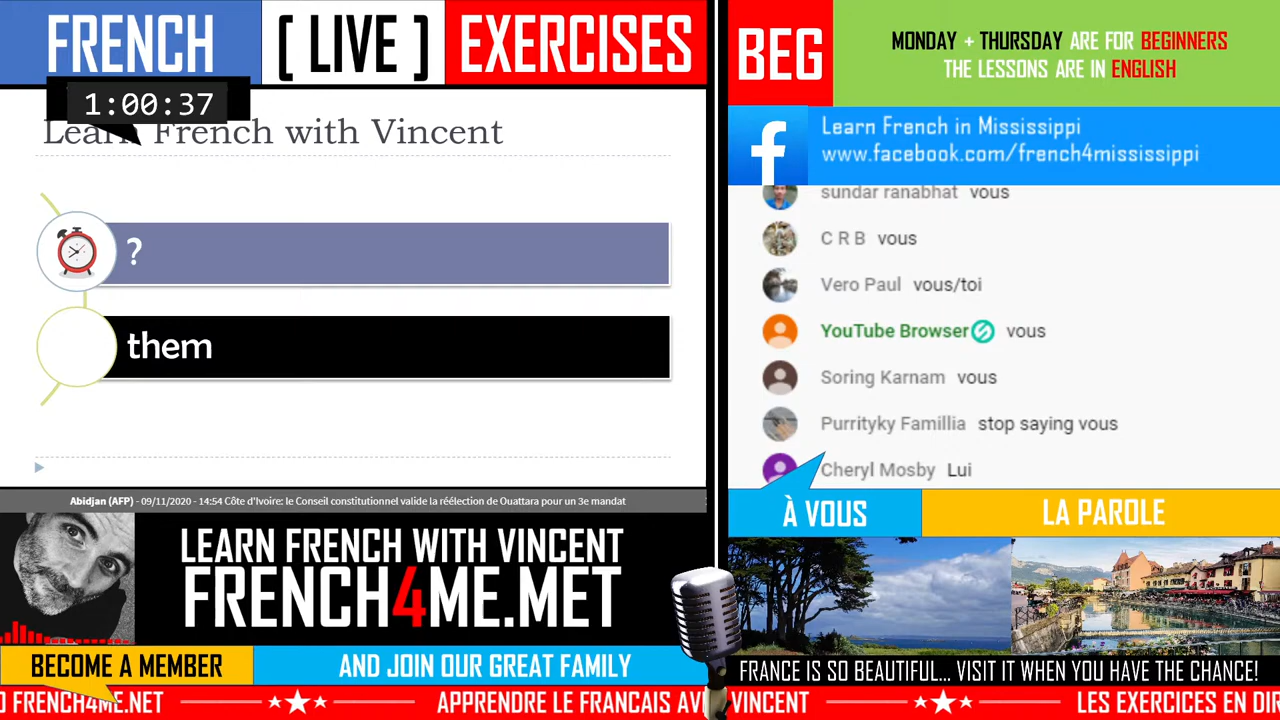 FRENCH
[ LIVE ]
EXERCISES
1:00:37
Learn French with Vincent
?
them
Abidjan (AFP) - 09/11/2020 - 14:54 Côte d'Ivoire: le Conseil constitutionnel valide la réélection de Ouattara pour un 3e mandat
LEARN FRENCH WITH VINCENT
FRENCH4ME.MET
BECOME A MEMBER
AND JOIN OUR GREAT FAMILY
BEG
MONDAY + THURSDAY ARE FOR BEGINNERS
THE LESSONS ARE IN ENGLISH
f
Learn French in Mississippi
www.facebook.com/french4mississippi
sundar ranabhat vous
C R B vous
Vero Paul vous/toi
YouTube Browser vous
Soring Karnam vous
Purrityky Famillia stop saying vous
Cheryl Mosby Lui
À VOUS
LA PAROLE
FRANCE IS SO BEAUTIFUL... VISIT IT WHEN YOU HAVE THE CHANCE!
FRENCH4ME.NET
APPRENDRE LE FRANCAIS AVEC VINCENT
LES EXERCICES EN DI